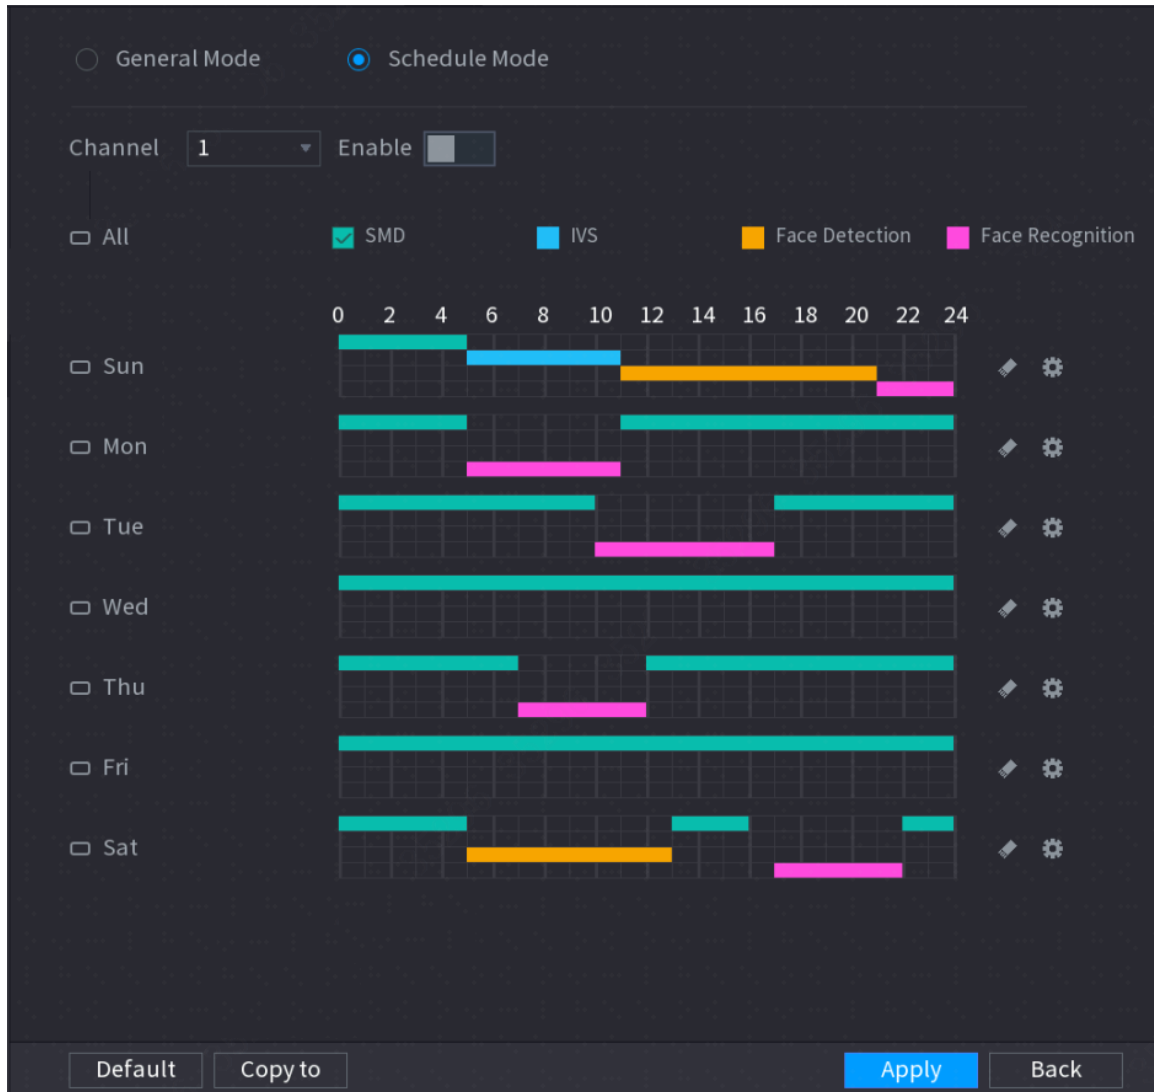 General Mode Schedule Mode
Channel 1 Enable
All SMD IVS Face Detection Face Recognition
0 2 4 6 8 10 12 14 16 18 20 22 24
Sun
Mon
Tue
Wed
Thu
Fri
Sat
Default Copy to Apply Back